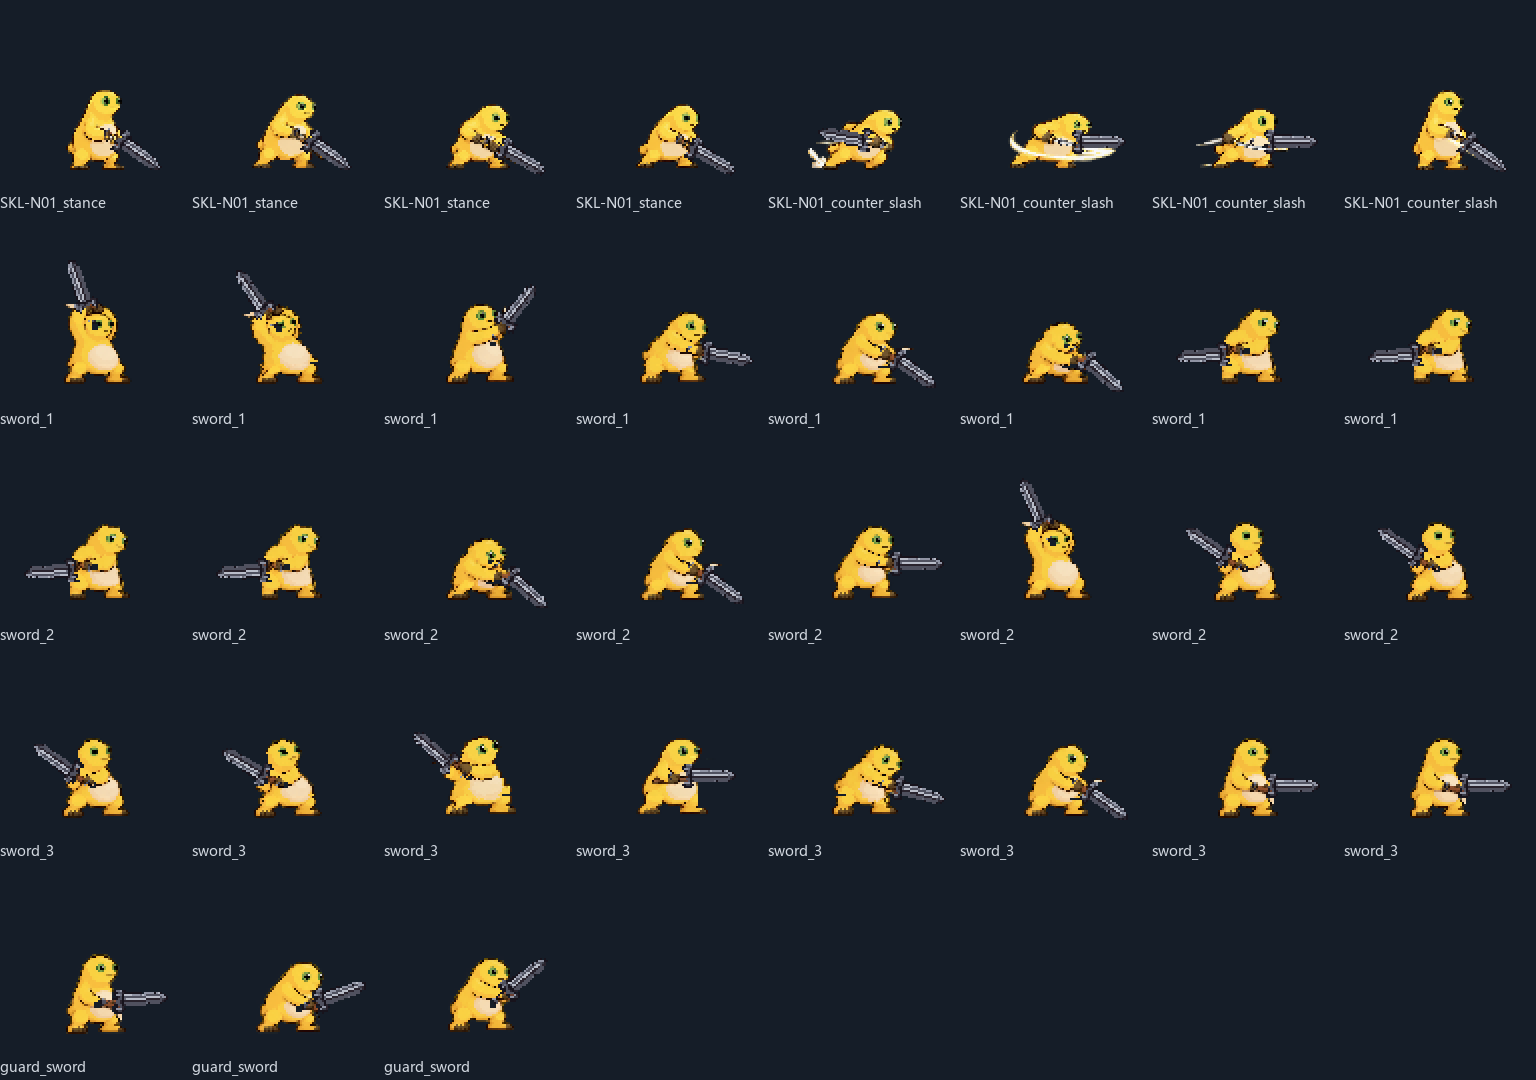 SKL-N01_stance SKL-N01_stance SKL-N01_stance SKL-N01_stance SKL-N01_counter_slash SKL-N01_counter_slash SKL-N01_counter_slash SKL-N01_counter_slash
sword_1 sword_1 sword_1 sword_1 sword_1 sword_1 sword_1 sword_1
sword_2 sword_2 sword_2 sword_2 sword_2 sword_2 sword_2 sword_2
sword_3 sword_3 sword_3 sword_3 sword_3 sword_3 sword_3 sword_3
guard_sword guard_sword guard_sword